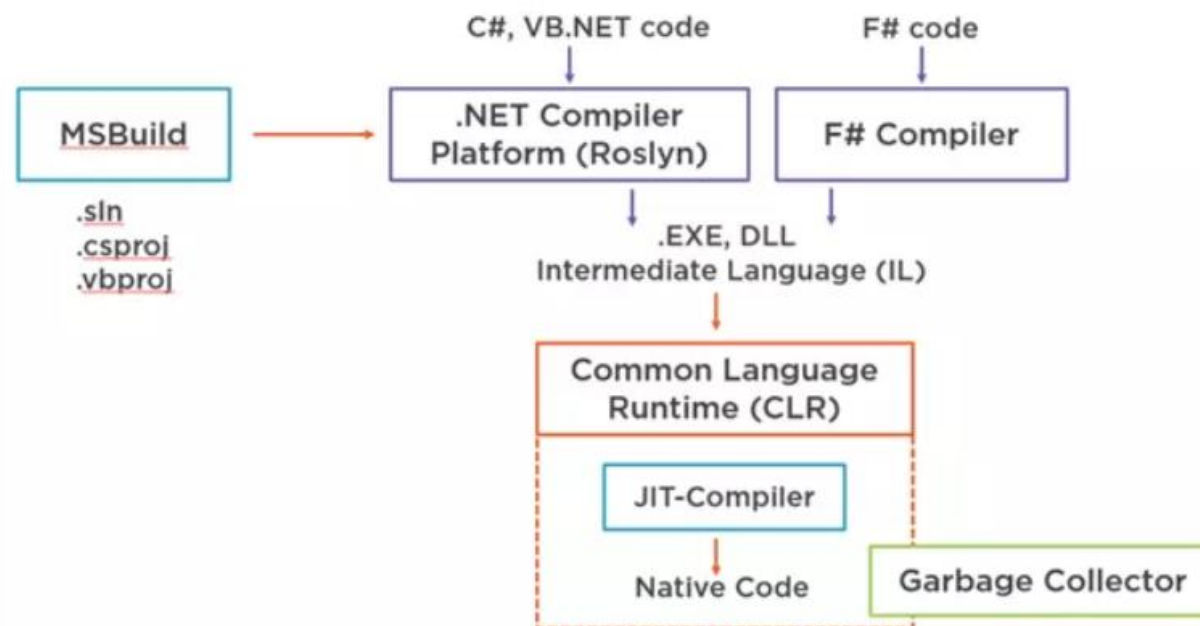 C#, VB.NET code
F# code
MSBuild
.NET Compiler
Platform (Roslyn)
F# Compiler
.sln
.csproj
.vbproj
.EXE, DLL
Intermediate Language (IL)
Common Language
Runtime (CLR)
JIT-Compiler
Native Code
Garbage Collector